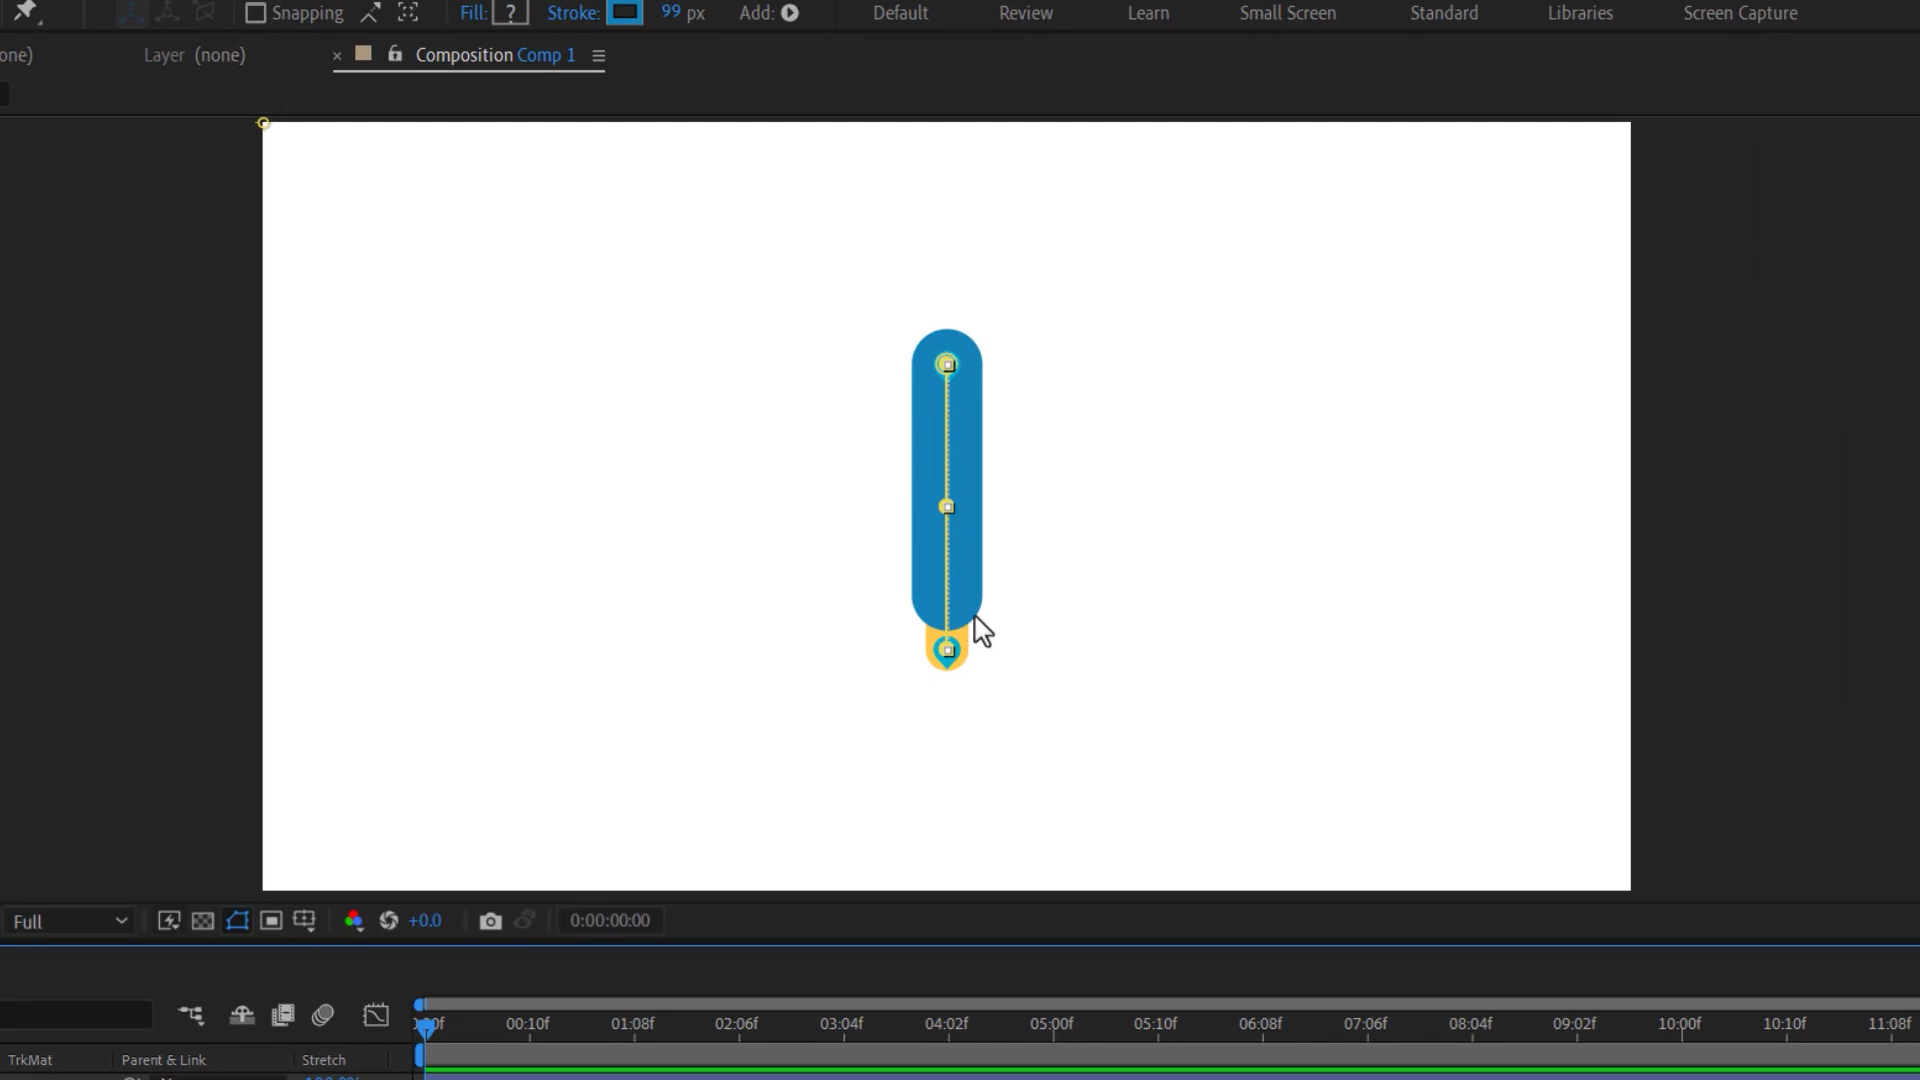 Snapping Fill: ? Stroke: 99 px Add: Default Review Learn Small Screen Standard Libraries Screen Capture
one) Layer (none) × Composition Comp 1
Full +0.0 0:00:00:00
00:10f 01:08f 02:06f 03:04f 04:02f 05:00f 05:10f 06:08f 07:06f 08:04f 09:02f 10:00f 10:10f 11:08f
TrkMat Parent & Link Stretch